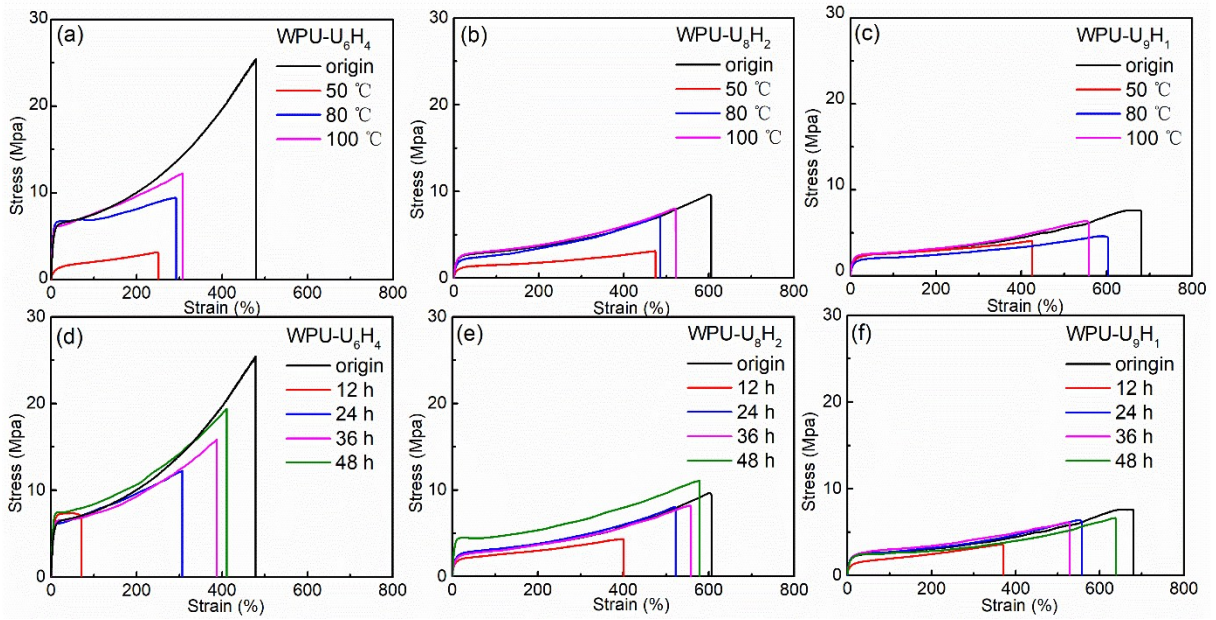 (a)
WPU-U₆H₄
origin
50 ℃
80 ℃
100 ℃
Stress (Mpa)
30
20
10
0
0 200 400 600 800
Strain (%)
(b)
WPU-U₈H₂
origin
50 ℃
80 ℃
100 ℃
Stress (Mpa)
30
20
10
0
0 200 400 600 800
Strain (%)
(c)
WPU-U₉H₁
origin
50 ℃
80 ℃
100 ℃
Stress (Mpa)
30
20
10
0
0 200 400 600 800
Strain (%)
(d)
WPU-U₆H₄
origin
12 h
24 h
36 h
48 h
Stress (Mpa)
30
20
10
0
0 200 400 600 800
Strain (%)
(e)
WPU-U₈H₂
origin
12 h
24 h
36 h
48 h
Stress (Mpa)
30
20
10
0
0 200 400 600 800
Strain (%)
(f)
WPU-U₉H₁
oringin
12 h
24 h
36 h
48 h
Stress (Mpa)
30
20
10
0
0 200 400 600 800
Strain (%)